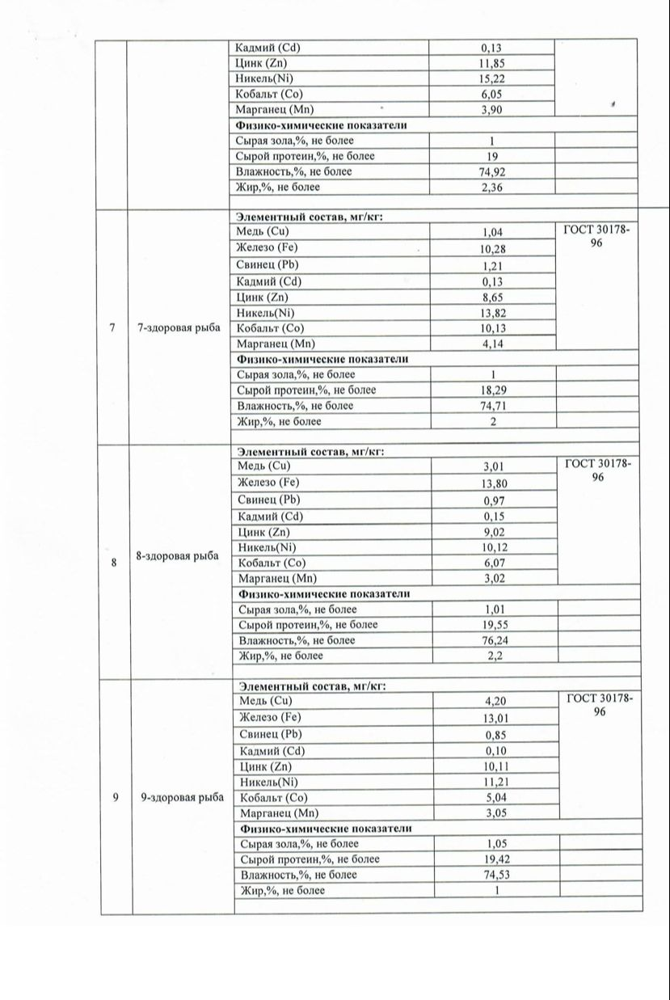 Кадмий (Cd) 0,13
Цинк (Zn) 11,85
Никель(Ni) 15,22
Кобальт (Co) 6,05
Марганец (Mn) 3,90
Физико-химические показатели
Сырая зола,%, не более 1
Сырой протеин,%, не более 19
Влажность,%, не более 74,92
Жир,%, не более 2,36
Элементный состав, мг/кг:
Медь (Cu) 1,04 ГОСТ 30178-
96
Железо (Fe) 10,28
Свинец (Pb) 1,21
Кадмий (Cd) 0,13
Цинк (Zn) 8,65
Никель(Ni) 13,82
7 7-здоровая рыба Кобальт (Co) 10,13
Марганец (Mn) 4,14
Физико-химические показатели
Сырая зола,%, не более 1
Сырой протеин,%, не более 18,29
Влажность,%, не более 74,71
Жир,%, не более 2
Элементный состав, мг/кг:
Медь (Cu) 3,01 ГОСТ 30178-
96
Железо (Fe) 13,80
Свинец (Pb) 0,97
Кадмий (Cd) 0,15
Цинк (Zn) 9,02
Никель(Ni) 10,12
8 8-здоровая рыба Кобальт (Co) 6,07
Марганец (Mn) 3,02
Физико-химические показатели
Сырая зола,%, не более 1,01
Сырой протеин,%, не более 19,55
Влажность,%, не более 76,24
Жир,%, не более 2,2
Элементный состав, мг/кг:
Медь (Cu) 4,20 ГОСТ 30178-
96
Железо (Fe) 13,01
Свинец (Pb) 0,85
Кадмий (Cd) 0,10
Цинк (Zn) 10,11
Никель(Ni) 11,21
9 9-здоровая рыба Кобальт (Co) 5,04
Марганец (Mn) 3,05
Физико-химические показатели
Сырая зола,%, не более 1,05
Сырой протеин,%, не более 19,42
Влажность,%, не более 74,53
Жир,%, не более 1